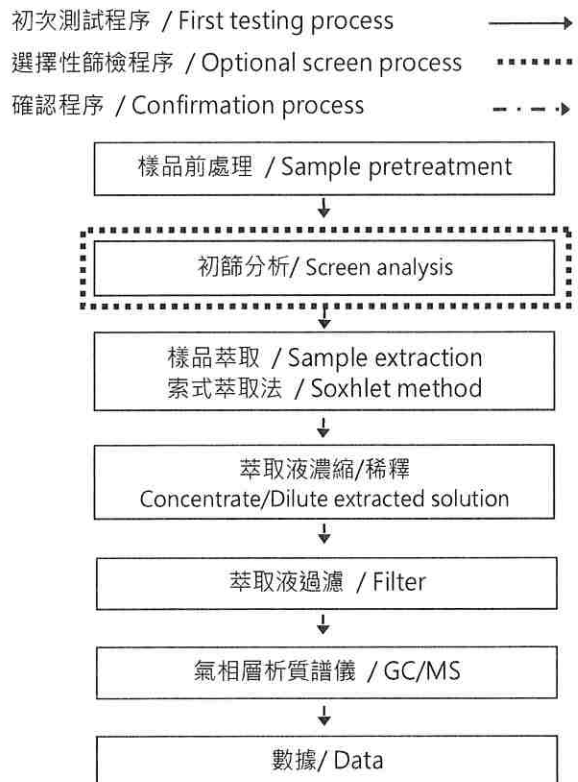 初次測試程序 / First testing process
選擇性篩檢程序 / Optional screen process
確認程序 / Confirmation process
樣品前處理 / Sample pretreatment
初篩分析/ Screen analysis
樣品萃取 / Sample extraction
索式萃取法 / Soxhlet method
萃取液濃縮/稀釋
Concentrate/Dilute extracted solution
萃取液過濾 / Filter
氣相層析質譜儀 / GC/MS
數據/ Data